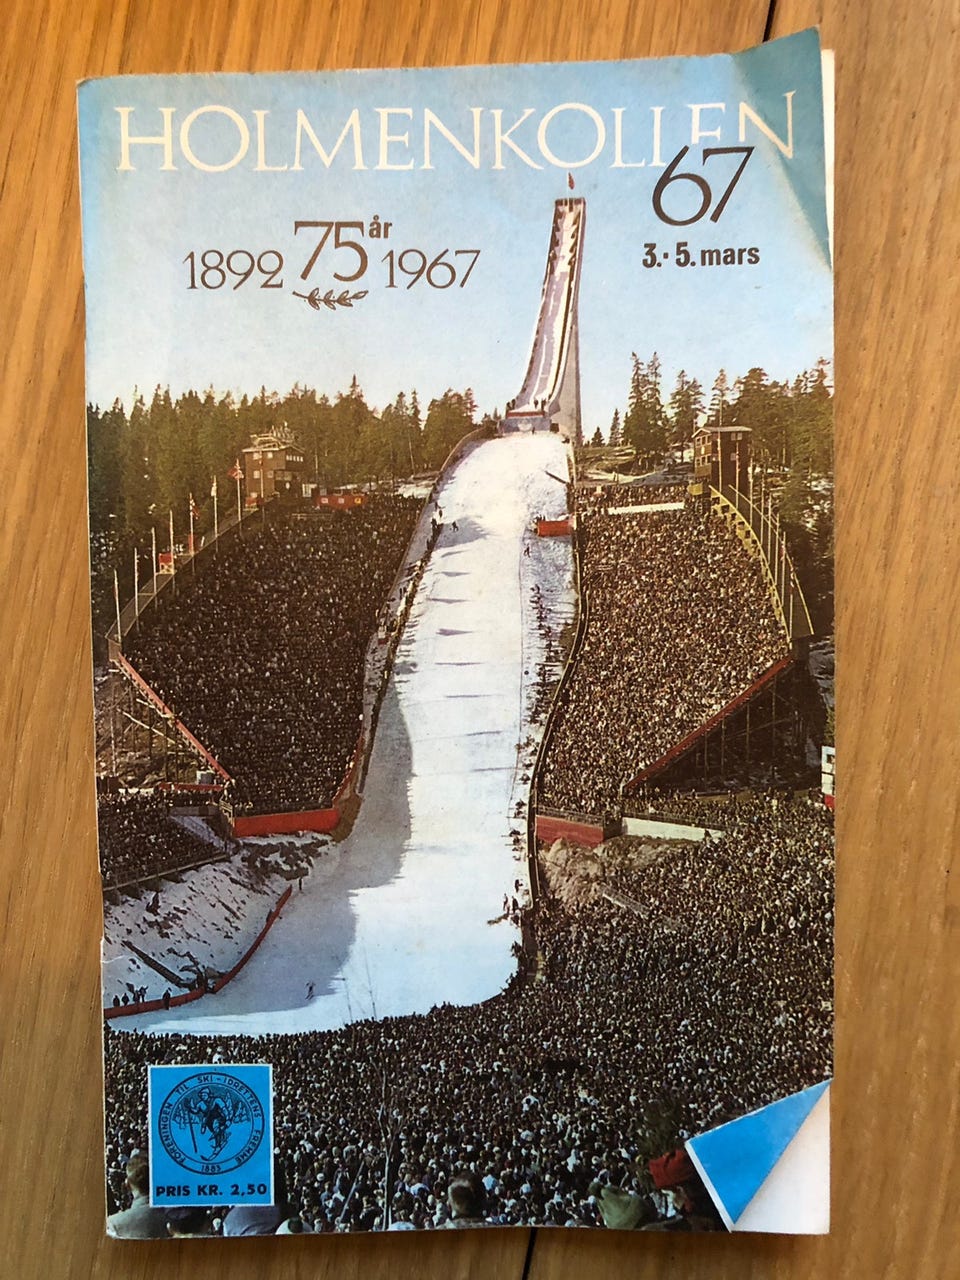 HOLMENKOLLEN
67
3.-5. mars
75 år
1892 1967
FORENINGEN TIL SKI-IDRETTENS FREMME
1883
PRIS KR. 2,50